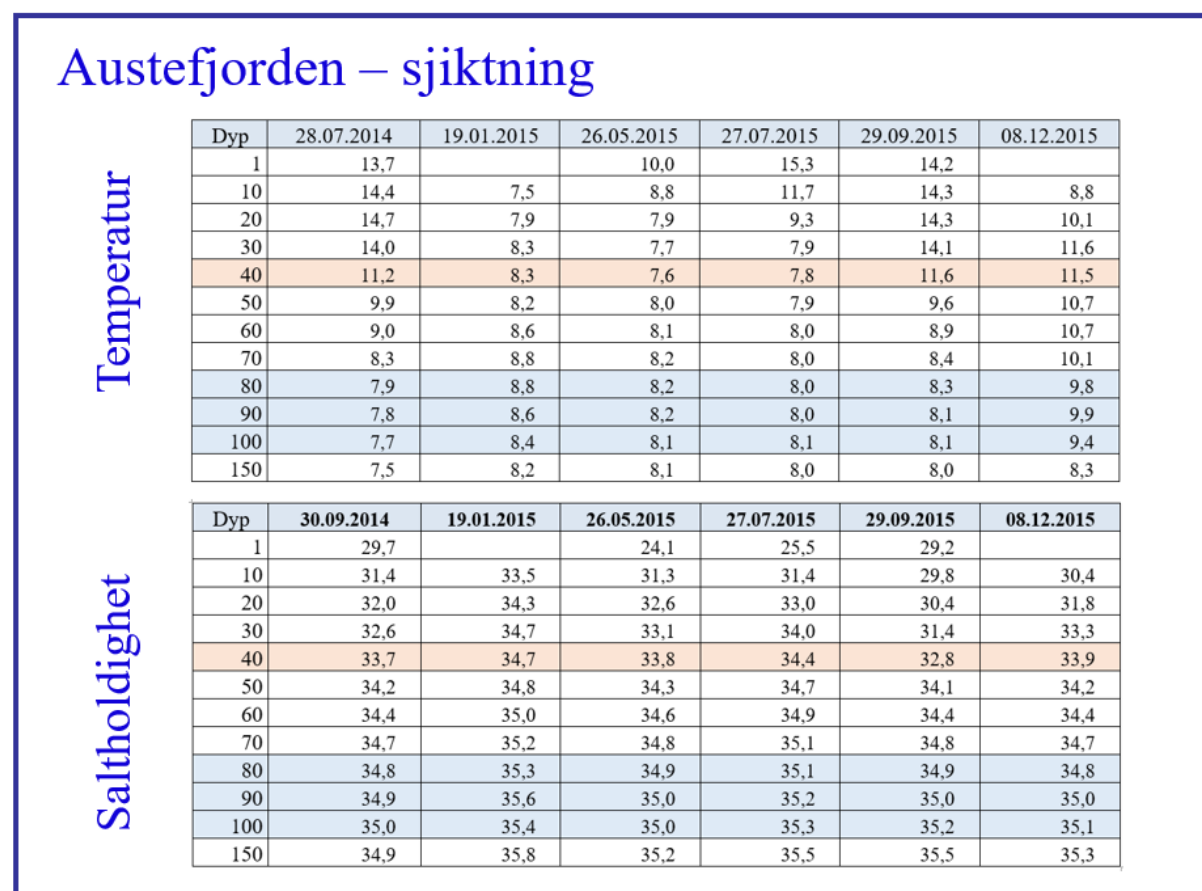 Austefjorden – sjiktning
Temperatur
Dyp 28.07.2014 19.01.2015 26.05.2015 27.07.2015 29.09.2015 08.12.2015
1 13,7 10,0 15,3 14,2
10 14,4 7,5 8,8 11,7 14,3 8,8
20 14,7 7,9 7,9 9,3 14,3 10,1
30 14,0 8,3 7,7 7,9 14,1 11,6
40 11,2 8,3 7,6 7,8 11,6 11,5
50 9,9 8,2 8,0 7,9 9,6 10,7
60 9,0 8,6 8,1 8,0 8,9 10,7
70 8,3 8,8 8,2 8,0 8,4 10,1
80 7,9 8,8 8,2 8,0 8,3 9,8
90 7,8 8,6 8,2 8,0 8,1 9,9
100 7,7 8,4 8,1 8,1 8,1 9,4
150 7,5 8,2 8,1 8,0 8,0 8,3
Saltholdighet
Dyp 30.09.2014 19.01.2015 26.05.2015 27.07.2015 29.09.2015 08.12.2015
1 29,7 24,1 25,5 29,2
10 31,4 33,5 31,3 31,4 29,8 30,4
20 32,0 34,3 32,6 33,0 30,4 31,8
30 32,6 34,7 33,1 34,0 31,4 33,3
40 33,7 34,7 33,8 34,4 32,8 33,9
50 34,2 34,8 34,3 34,7 34,1 34,2
60 34,4 35,0 34,6 34,9 34,4 34,4
70 34,7 35,2 34,8 35,1 34,8 34,7
80 34,8 35,3 34,9 35,1 34,9 34,8
90 34,9 35,6 35,0 35,2 35,0 35,0
100 35,0 35,4 35,0 35,3 35,2 35,1
150 34,9 35,8 35,2 35,5 35,5 35,3